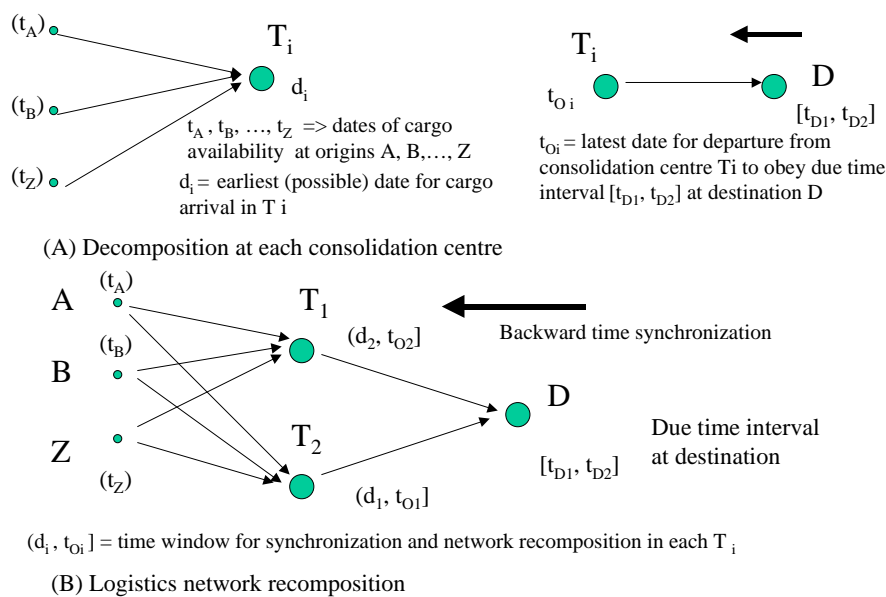 (t_A)
T_i
d_i
(t_B)
(t_Z)
t_A , t_B, ..., t_Z => dates of cargo
availability at origins A, B,..., Z
d_i = earliest (possible) date for cargo
arrival in T i
T_i
t_O i
D
[t_D1, t_D2]
t_Oi = latest date for departure from
consolidation centre Ti to obey due time
interval [t_D1, t_D2] at destination D
(A) Decomposition at each consolidation centre
A
(t_A)
T_1
(d_2, t_O2]
Backward time synchronization
B
(t_B)
D
Z
(t_Z)
T_2
(d_1, t_O1]
[t_D1, t_D2]
Due time interval
at destination
(d_i , t_Oi ] = time window for synchronization and network recomposition in each T_i
(B) Logistics network recomposition